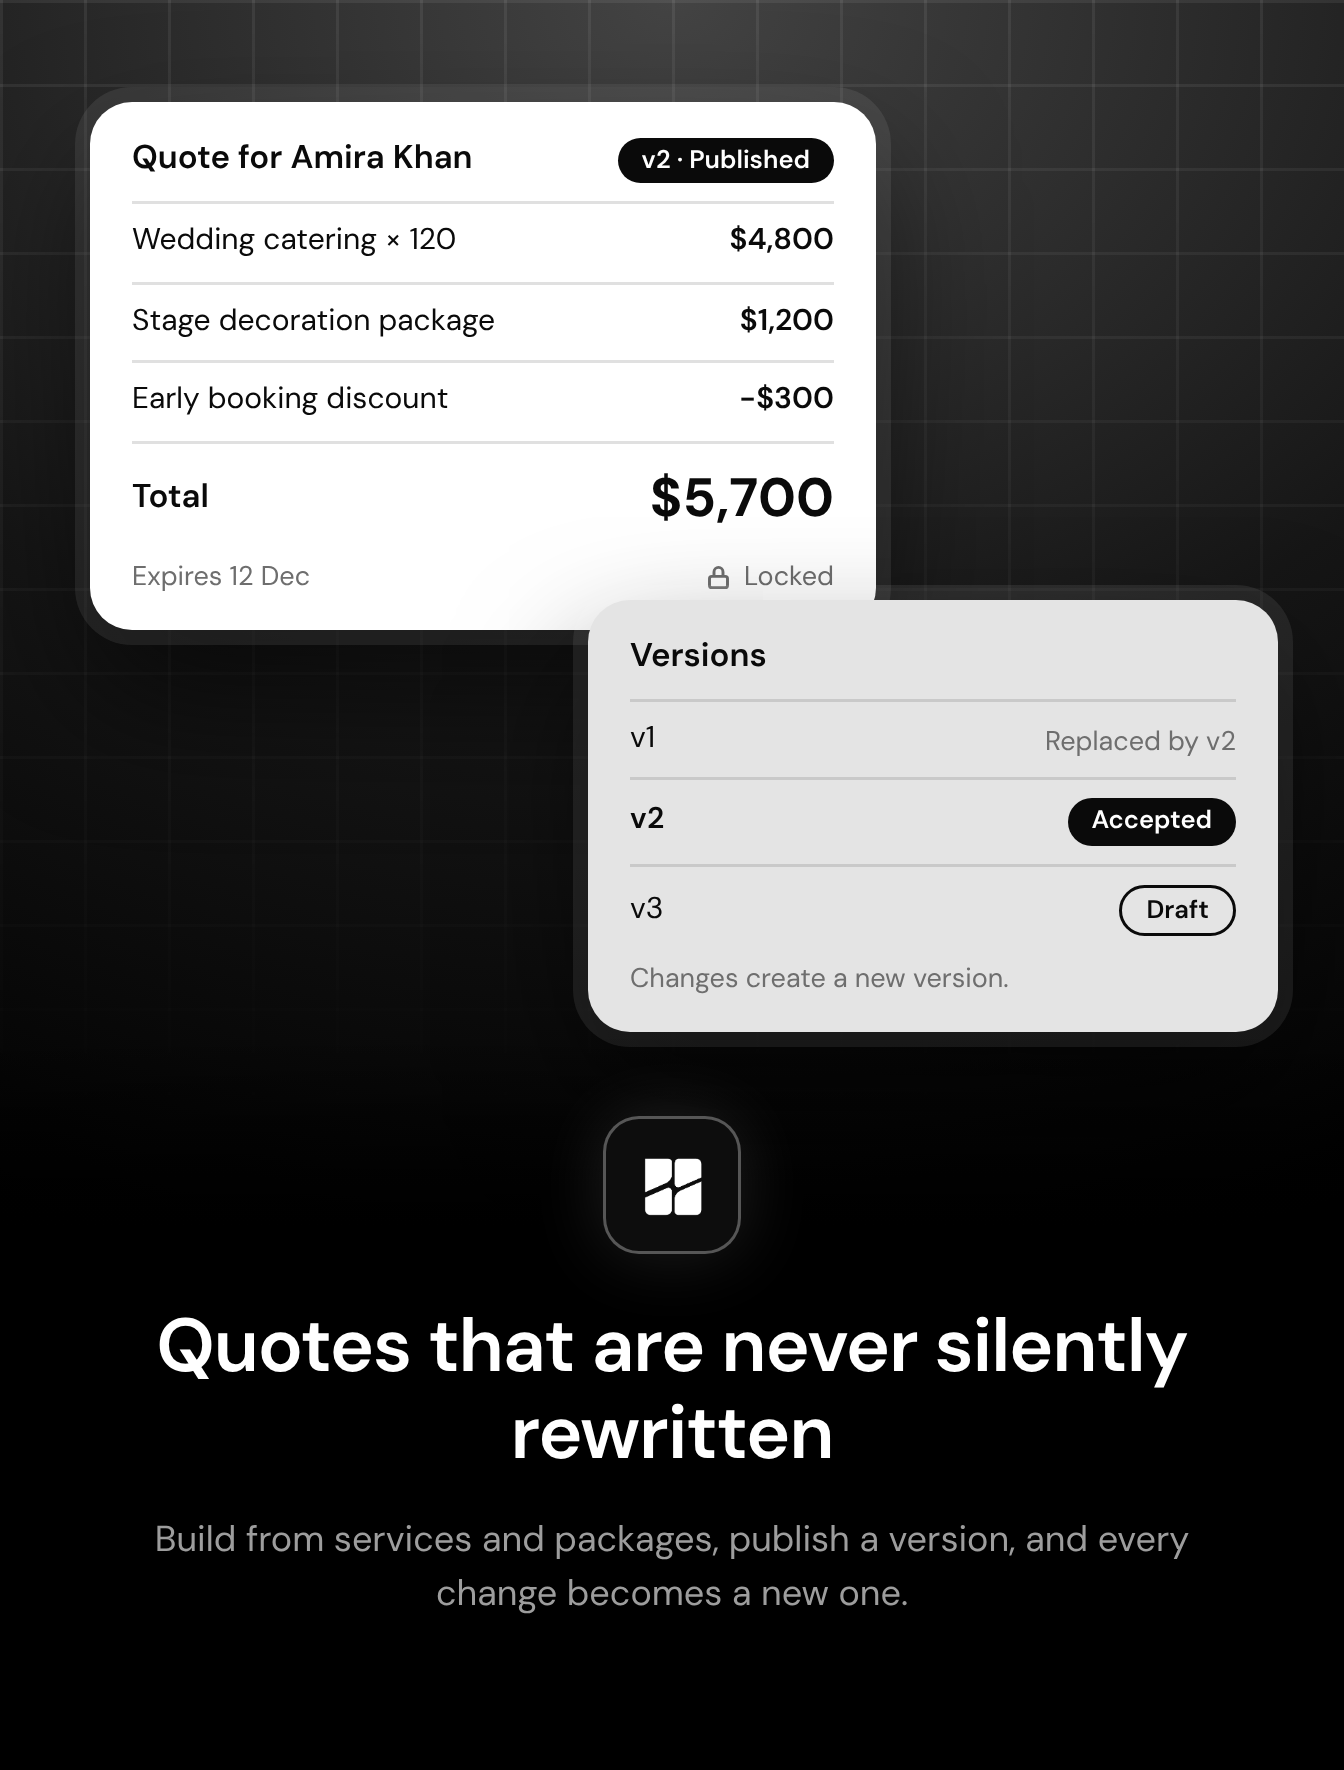 Quote for Amira Khan
v2 · Published
Wedding catering × 120
$4,800
Stage decoration package
$1,200
Early booking discount
-$300
Total
$5,700
Expires 12 Dec
Locked
Versions
v1
Replaced by v2
v2
Accepted
v3
Draft
Changes create a new version.
Quotes that are never silently
rewritten
Build from services and packages, publish a version, and every
change becomes a new one.